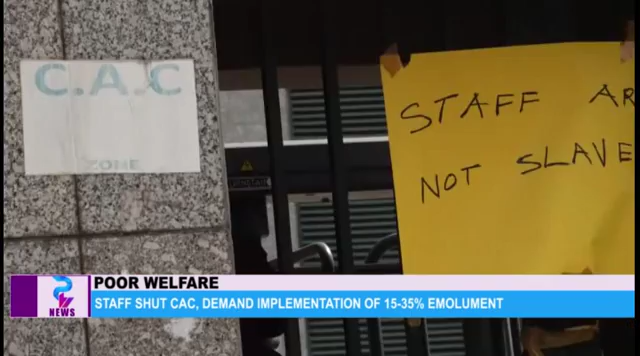 C.A.C
ZONE
STAFF AR
NOT SLAVE
POOR WELFARE
STAFF SHUT CAC, DEMAND IMPLEMENTATION OF 15-35% EMOLUMENT
NEWS